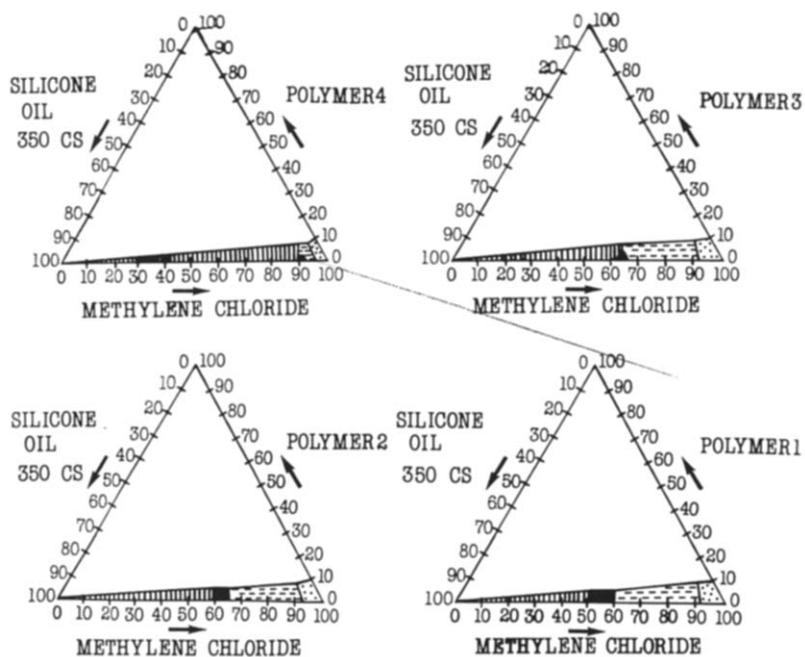 0 100
10 90
20 80
30 70
40 60
50 50
60 40
70 30
80 20
90 10
100 0
0 10 20 30 40 50 60 70 80 90 100
SILICONE
OIL
350 CS
POLYMER4
METHYLENE CHLORIDE
0 100
10 90
20 80
30 70
40 60
50 50
60 40
70 30
80 20
90 10
100 0
0 10 20 30 40 50 60 70 80 90 100
SILICONE
OIL
350 CS
POLYMER3
METHYLENE CHLORIDE
0 100
10 90
20 80
30 70
40 60
50 50
60 40
70 30
80 20
90 10
100 0
0 10 20 30 40 50 60 70 80 90 100
SILICONE
OIL
350 CS
POLYMER2
METHYLENE CHLORIDE
0 100
10 90
20 80
30 70
40 60
50 50
60 40
70 30
80 20
90 10
100 0
0 10 20 30 40 50 60 70 80 90 100
SILICONE
OIL
350 CS
POLYMER1
METHYLENE CHLORIDE